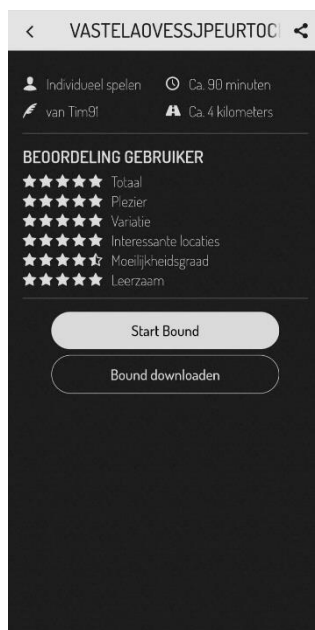 VASTELAOVESSJPEURTOC
Individueel spelen
Ca. 90 minuten
van Tim91
Ca. 4 kilometers
BEOORDELING GEBRUIKER
Totaal
Plezier
Variatie
Interessante locaties
Moeilijkheidsgraad
Leerzaam
Start Bound
Bound downloaden